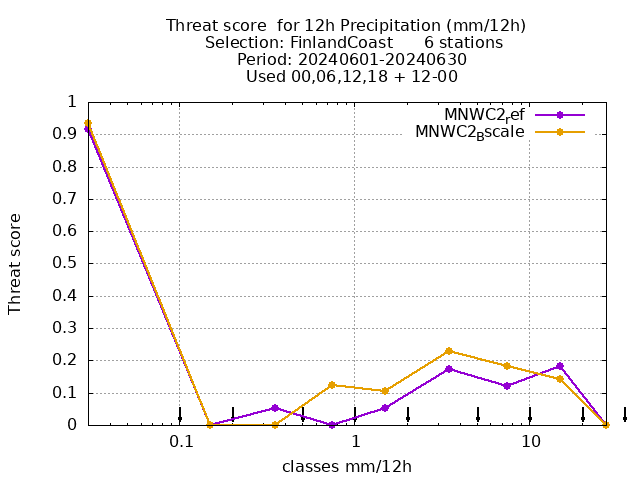 Threat score  for 12h Precipitation (mm/12h)
Selection: FinlandCoast      6 stations
Period: 20240601-20240630
Used 00,06,12,18 + 12-00
MNWC2ref
MNWC2Bscale
1
0.9
0.8
0.7
0.6
0.5
0.4
0.3
0.2
0.1
0
Threat score
0.1 1 10
classes mm/12h